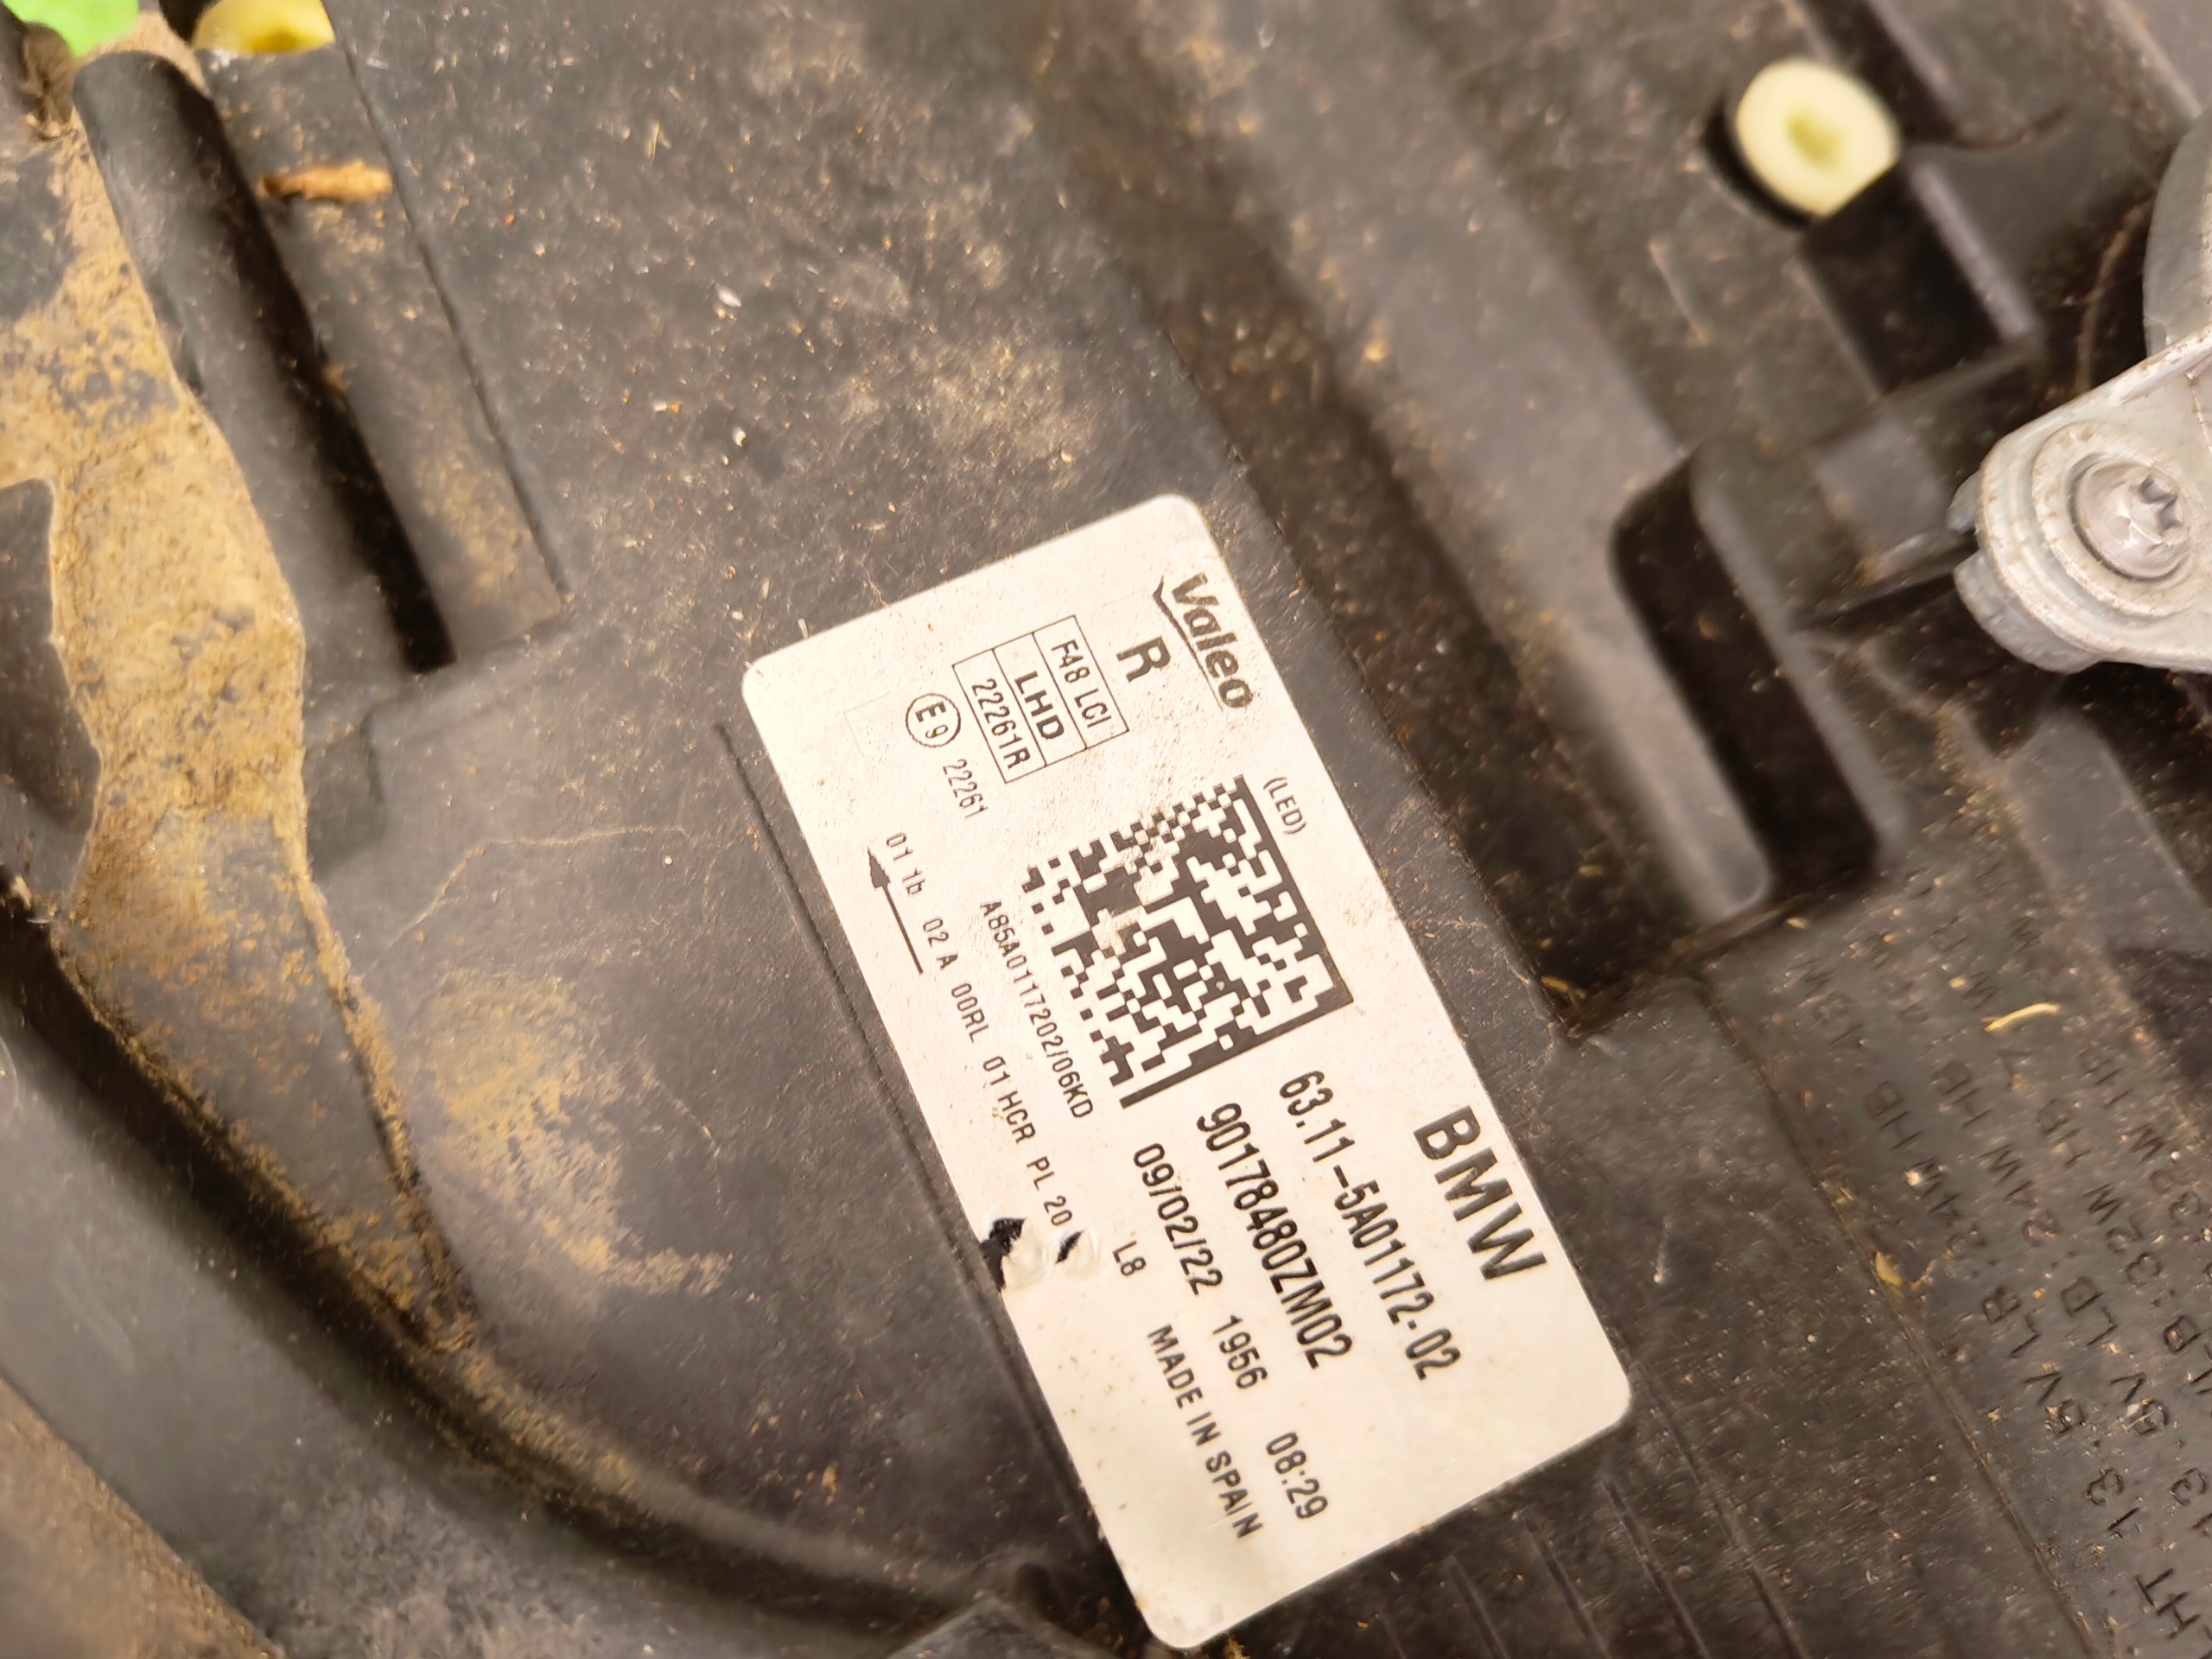 Valeo
R
F48 LCI
LHD
22261R
E9 22261
(LED)
BMW
63.11-5A01172-02
90178480ZM02
09/02/22 1956 08:29
A85A0117202/06KD L8 MADE IN SPAIN
01 1b 02 A 00RL 01 HCR PL 20